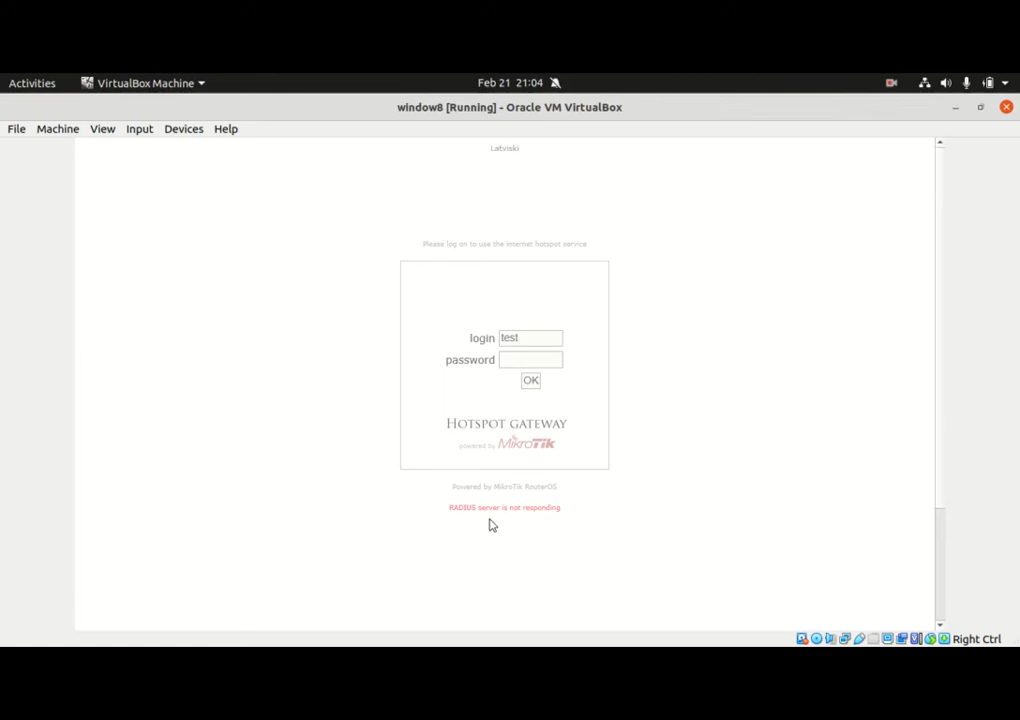 Activities VirtualBox Machine Feb 21 21:04
window8 [Running] - Oracle VM VirtualBox
File Machine View Input Devices Help
Latviski
Please log on to use the internet hotspot service
login test
password
OK
HOTSPOT GATEWAY
powered by MikroTik
Powered by MikroTik RouterOS
RADIUS server is not responding
Right Ctrl